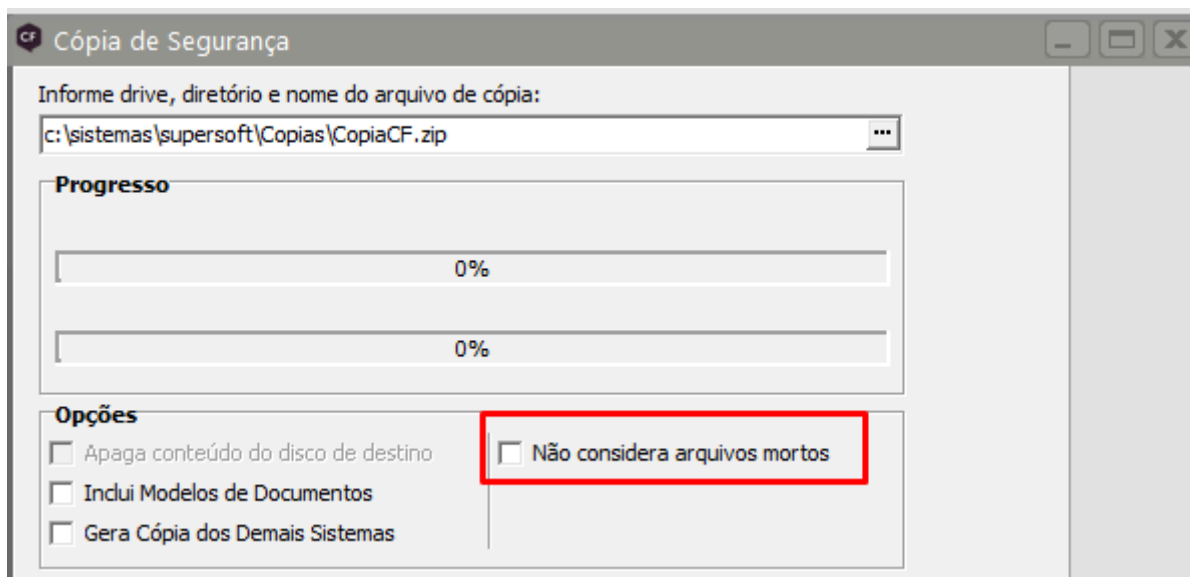 CF Cópia de Segurança
Informe drive, diretório e nome do arquivo de cópia:
c:\sistemas\supersoft\Copias\CopiaCF.zip ...
Progresso
0%
0%
Opções
Apaga conteúdo do disco de destino
Não considera arquivos mortos
Inclui Modelos de Documentos
Gera Cópia dos Demais Sistemas